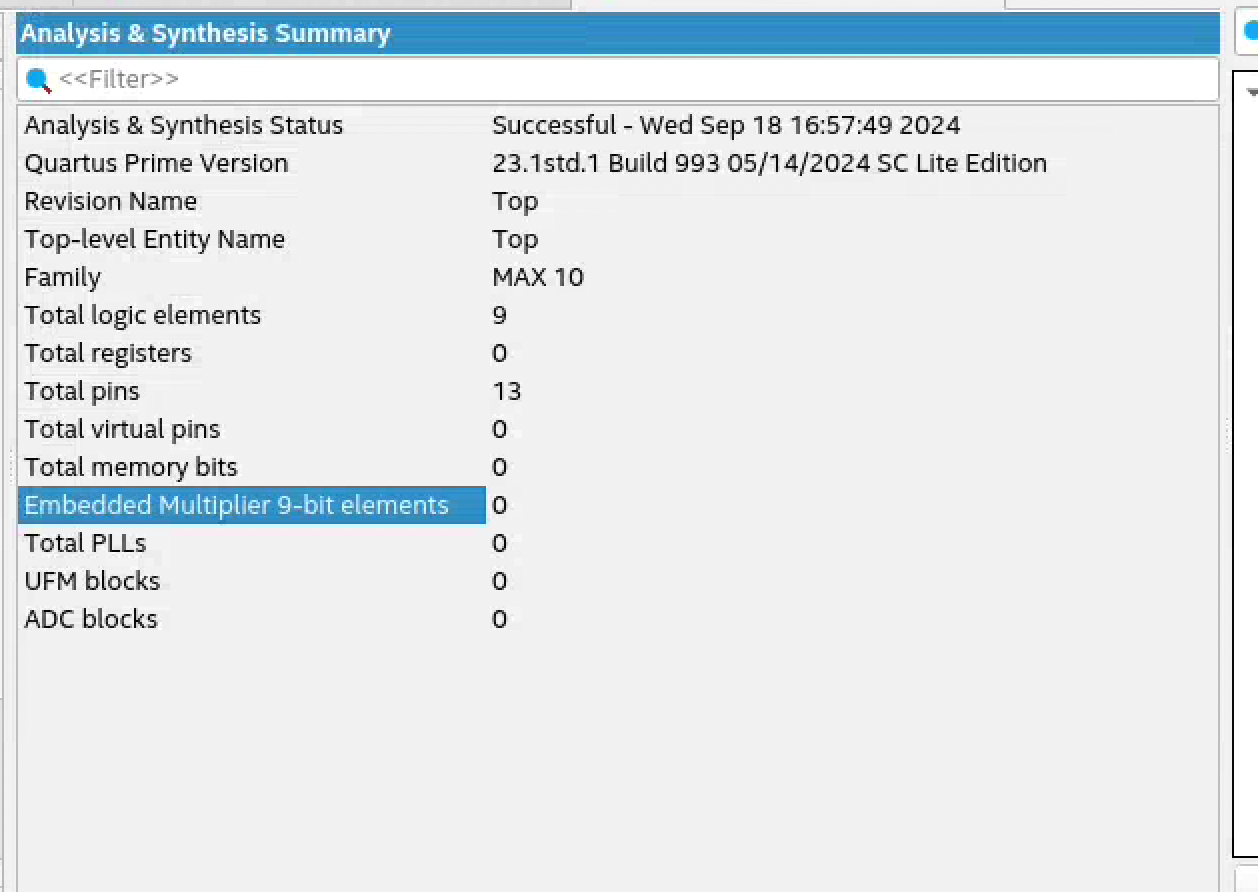 Analysis & Synthesis Summary
<<Filter>>
Analysis & Synthesis Status Successful - Wed Sep 18 16:57:49 2024
Quartus Prime Version 23.1std.1 Build 993 05/14/2024 SC Lite Edition
Revision Name Top
Top-level Entity Name Top
Family MAX 10
Total logic elements 9
Total registers 0
Total pins 13
Total virtual pins 0
Total memory bits 0
Embedded Multiplier 9-bit elements 0
Total PLLs 0
UFM blocks 0
ADC blocks 0